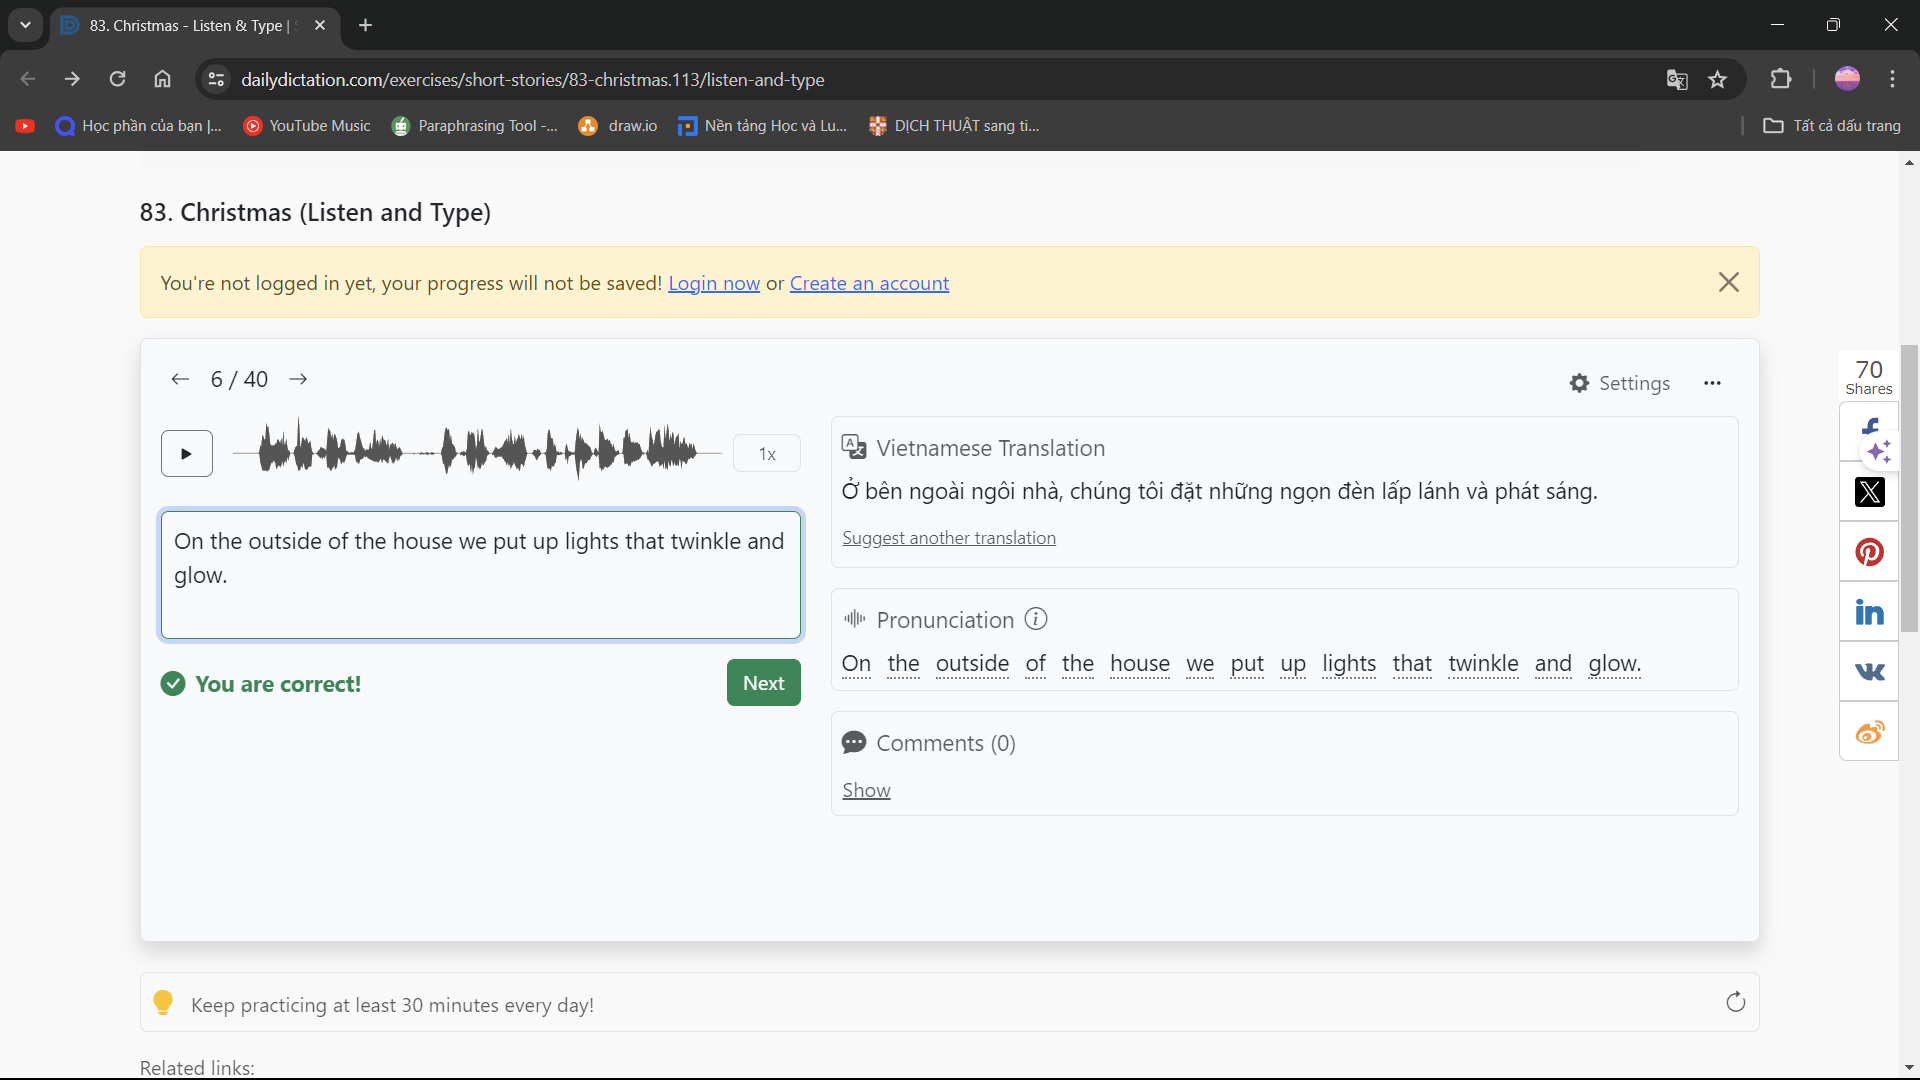 83. Christmas - Listen & Type |
dailydictation.com/exercises/short-stories/83-christmas.113/listen-and-type
Học phần của bạn |...
YouTube Music
Paraphrasing Tool -...
draw.io
Nền tảng Học và Lu...
DỊCH THUẬT sang ti...
Tất cả dấu trang
83. Christmas (Listen and Type)
You're not logged in yet, your progress will not be saved! Login now or Create an account
6 / 40
Settings
1x
On the outside of the house we put up lights that twinkle and
glow.
You are correct!
Next
Vietnamese Translation
Ở bên ngoài ngôi nhà, chúng tôi đặt những ngọn đèn lấp lánh và phát sáng.
Suggest another translation
Pronunciation
On the outside of the house we put up lights that twinkle and glow.
Comments (0)
Show
70
Shares
Keep practicing at least 30 minutes every day!
Related links: